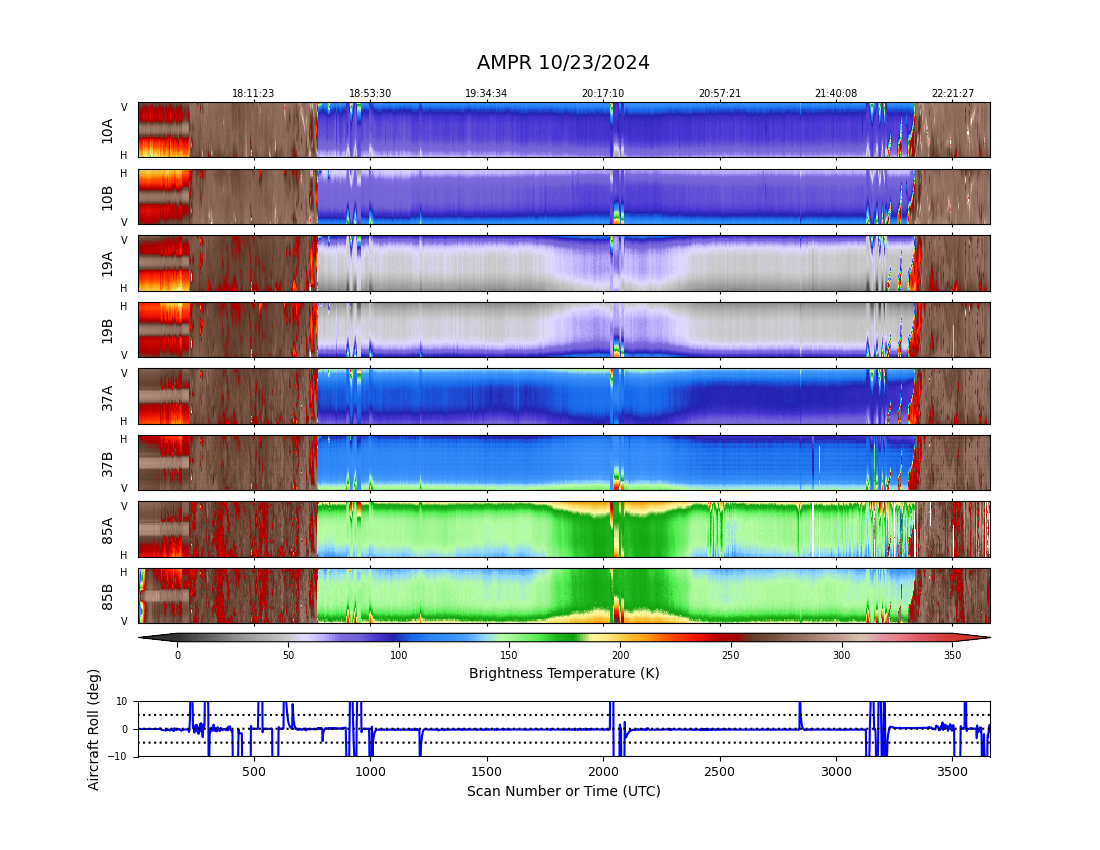 AMPR 10/23/2024
18:11:23 18:53:30 19:34:34 20:17:10 20:57:21 21:40:08 22:21:27
V
10A
H
H
10B
V
V
19A
H
H
19B
V
V
37A
H
H
37B
V
V
85A
H
H
85B
V
0 50 100 150 200 250 300 350
Brightness Temperature (K)
Aircraft Roll (deg)
10
0
−10
500 1000 1500 2000 2500 3000 3500
Scan Number or Time (UTC)